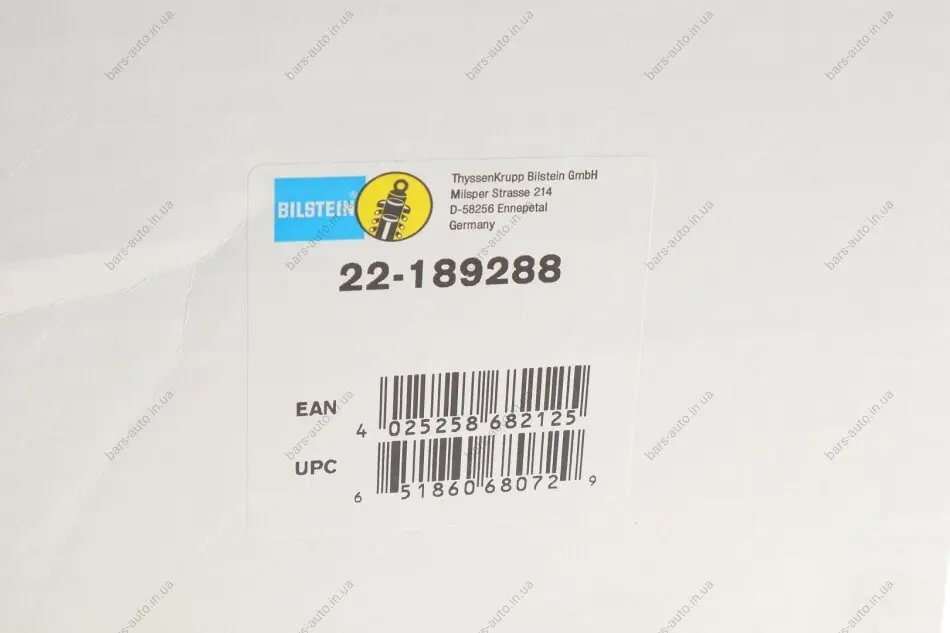 BILSTEIN®
ThyssenKrupp Bilstein GmbH
Milsper Strasse 214
D-58256 Ennepetal
Germany
22-189288
EAN
4 025258 682125
UPC
6 51860 68072 9
bars-auto.in.ua